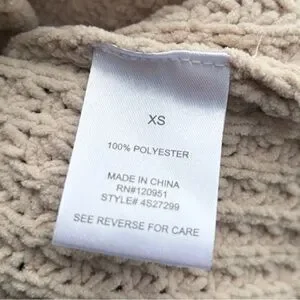 XS
100% POLYESTER
MADE IN CHINA
RN#120951
STYLE# 4S27299
SEE REVERSE FOR CARE